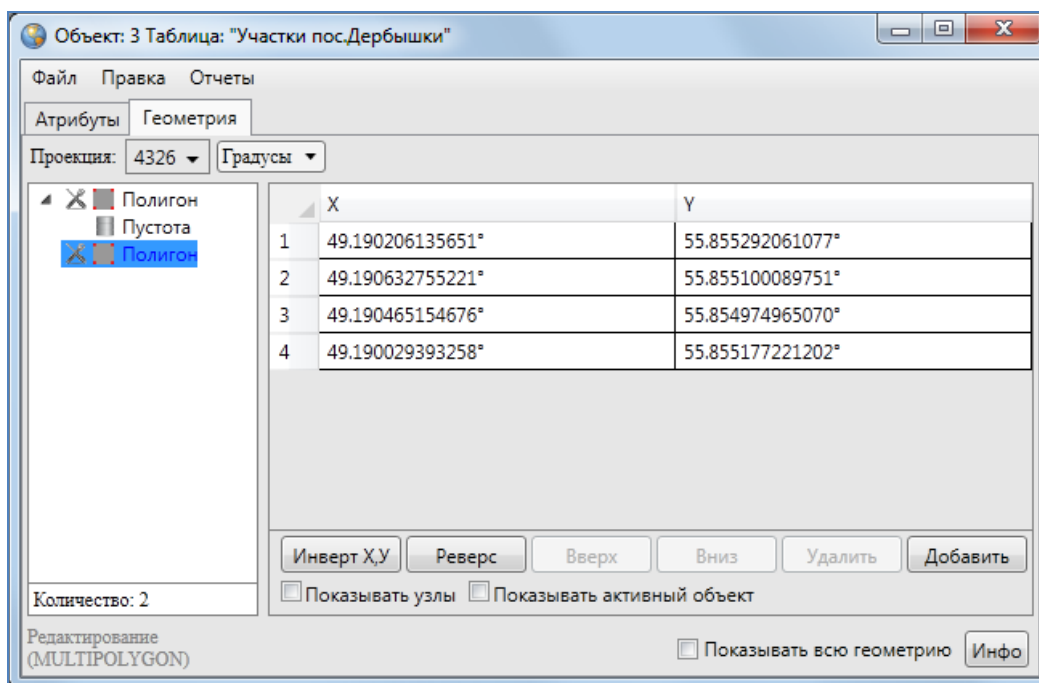 Объект: 3 Таблица: "Участки пос.Дербышки"
Файл Правка Отчеты
Атрибуты Геометрия
Проекция: 4326 Градусы
Полигон
Пустота
Полигон
X Y
1 49.190206135651° 55.855292061077°
2 49.190632755221° 55.855100089751°
3 49.190465154676° 55.854974965070°
4 49.190029393258° 55.855177221202°
Инверт X,У Реверс Вверх Вниз Удалить Добавить
Показывать узлы Показывать активный объект
Количество: 2
Редактирование
(MULTIPOLYGON)
Показывать всю геометрию Инфо